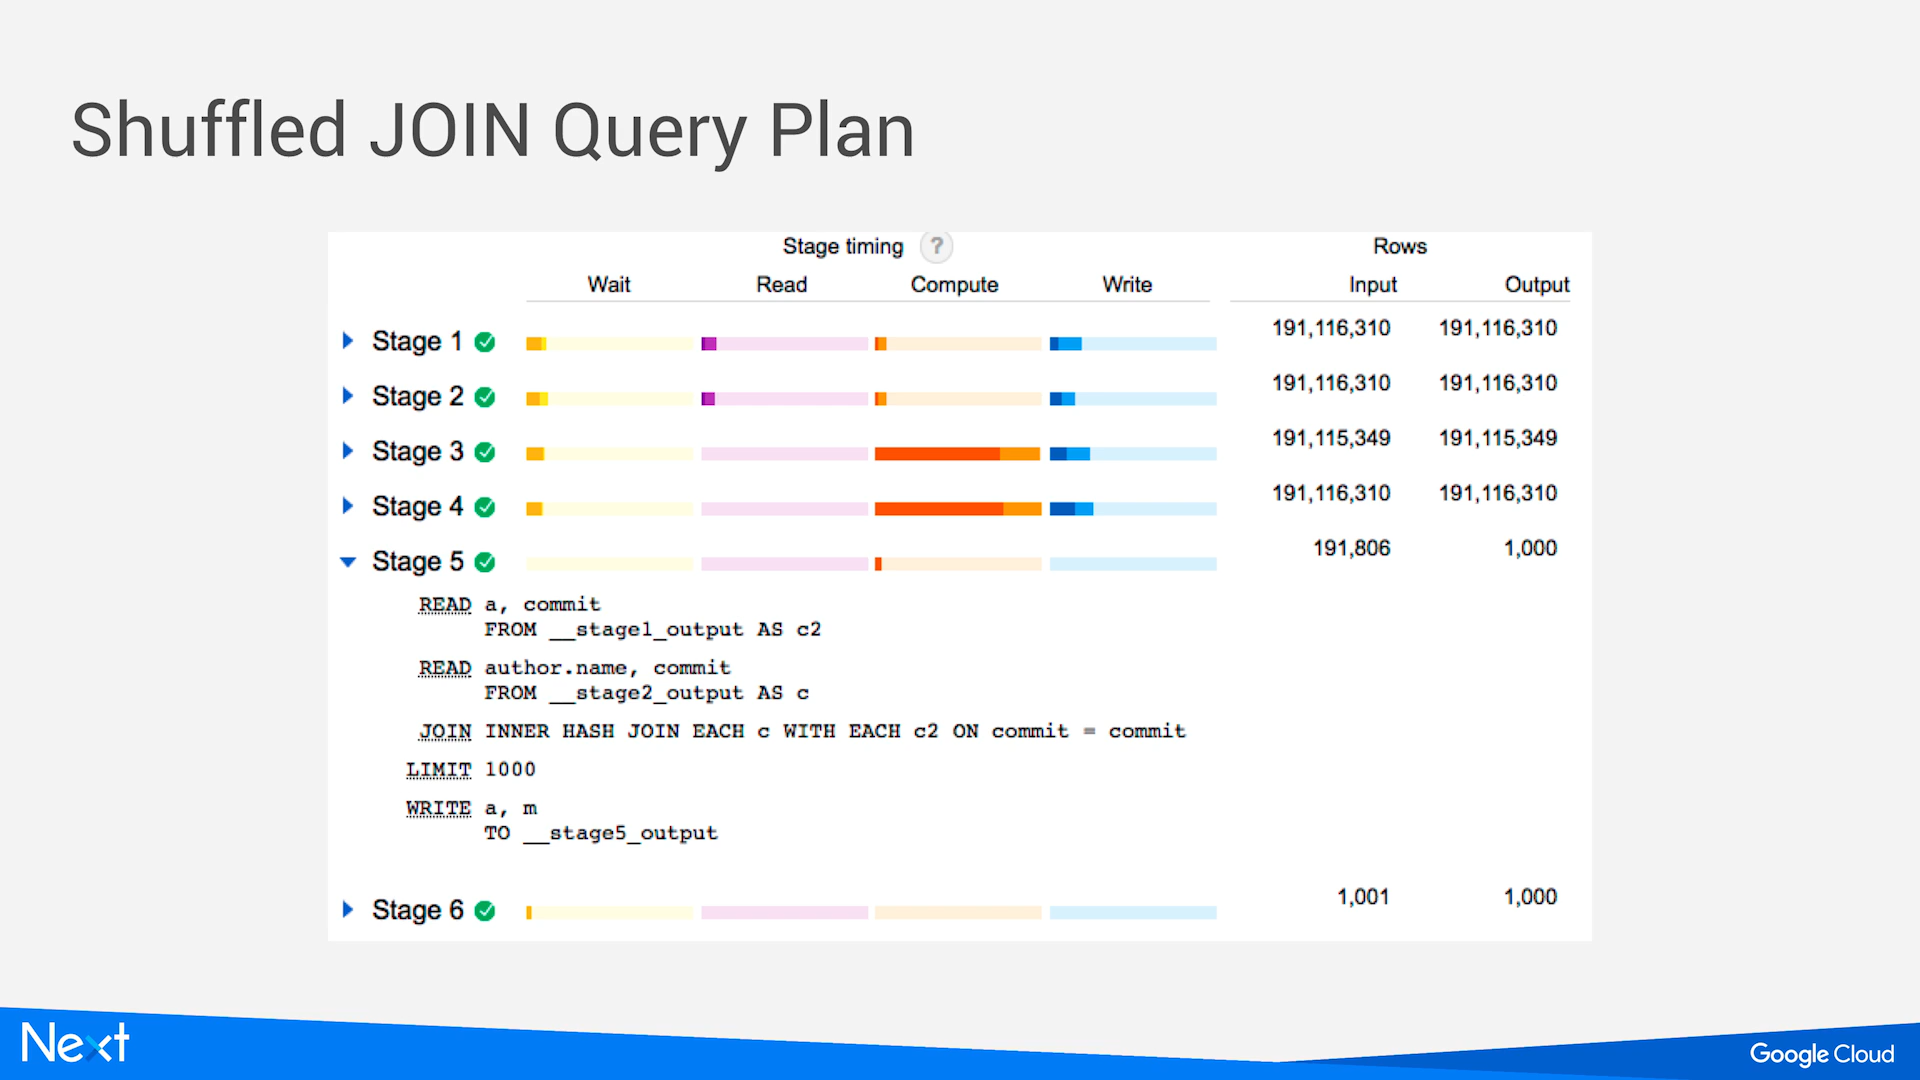 Shuffled JOIN Query Plan
Stage timing ? Rows
Wait Read Compute Write Input Output
Stage 1 191,116,310 191,116,310
Stage 2 191,116,310 191,116,310
Stage 3 191,115,349 191,115,349
Stage 4 191,116,310 191,116,310
Stage 5 191,806 1,000
READ a, commit
FROM __stage1_output AS c2
READ author.name, commit
FROM __stage2_output AS c
JOIN INNER HASH JOIN EACH c WITH EACH c2 ON commit = commit
LIMIT 1000
WRITE a, m
TO __stage5_output
Stage 6 1,001 1,000
Next
Google Cloud